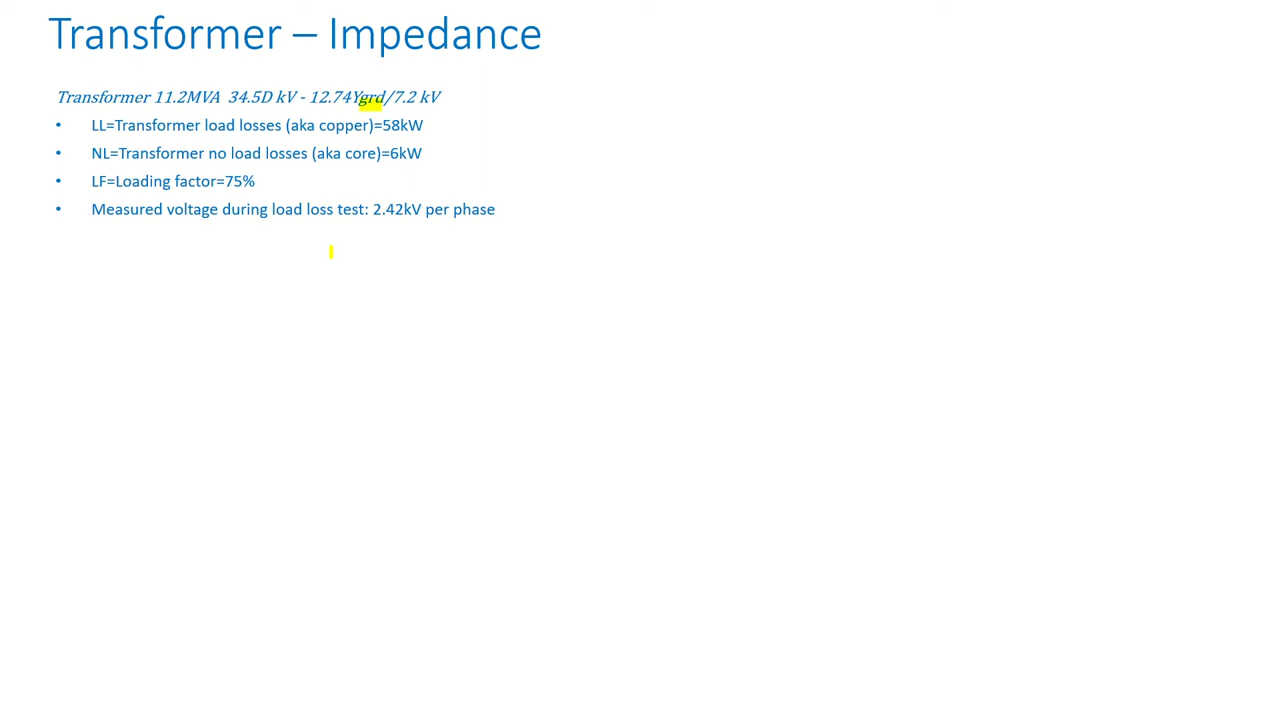 Transformer – Impedance
Transformer 11.2MVA  34.5D kV - 12.74Ygrd/7.2 kV
• LL=Transformer load losses (aka copper)=58kW
• NL=Transformer no load losses (aka core)=6kW
• LF=Loading factor=75%
• Measured voltage during load loss test: 2.42kV per phase